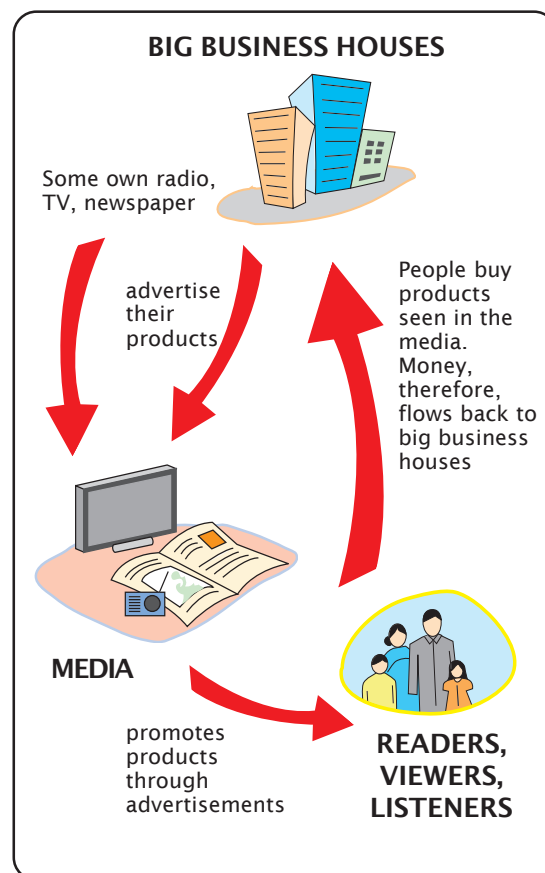 BIG BUSINESS HOUSES
Some own radio,
TV, newspaper
advertise
their
products
People buy
products
seen in the
media.
Money,
therefore,
flows back to
big business
houses
MEDIA
promotes
products
through
advertisements
READERS,
VIEWERS,
LISTENERS